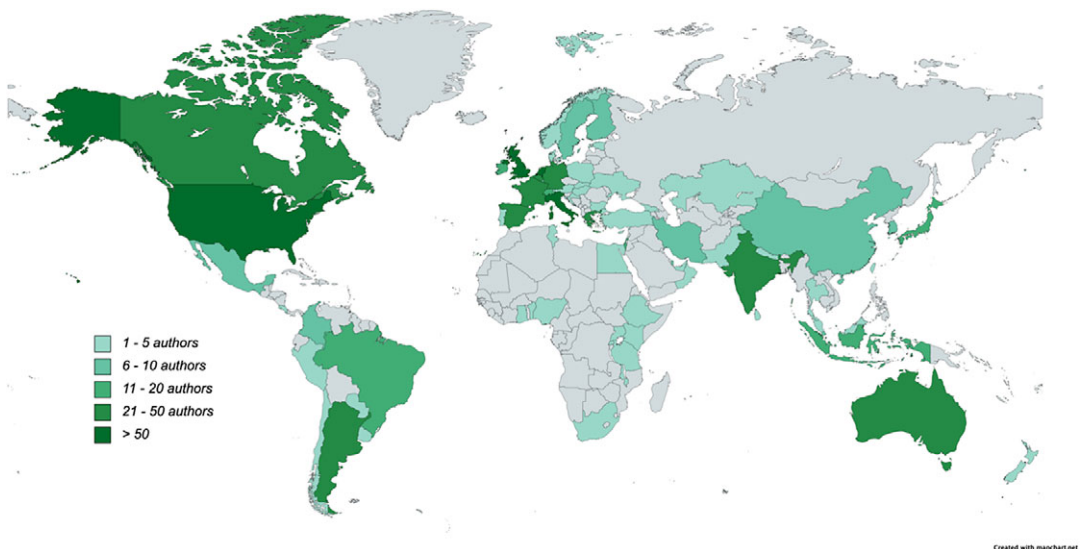 1 - 5 authors
6 - 10 authors
11 - 20 authors
21 - 50 authors
> 50
Created with mapchart.net